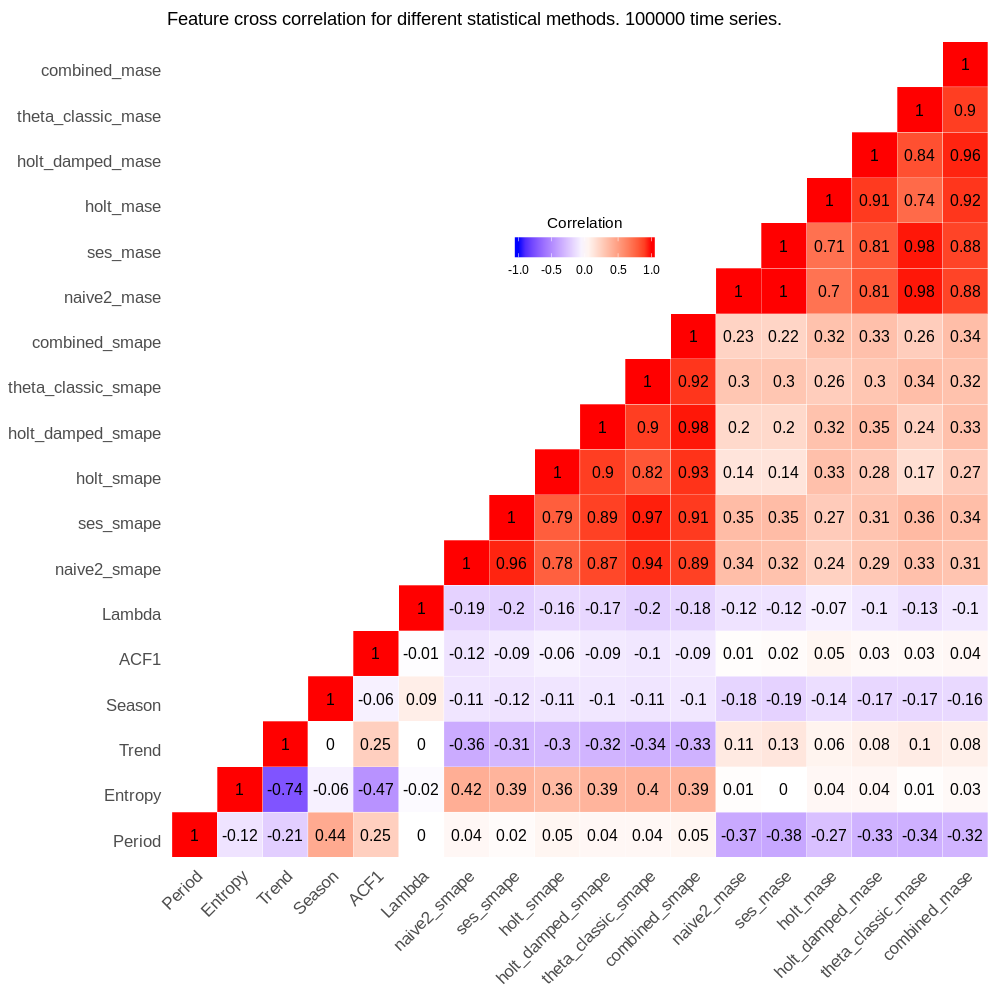 Feature cross correlation for different statistical methods. 100000 time series.
combined_mase 1
theta_classic_mase 1 0.9
holt_damped_mase 1 0.84 0.96
holt_mase 1 0.91 0.74 0.92
Correlation
-1.0 -0.5 0.0 0.5 1.0
ses_mase 1 0.71 0.81 0.98 0.88
naive2_mase 1 1 0.7 0.81 0.98 0.88
combined_smape 1 0.23 0.22 0.32 0.33 0.26 0.34
theta_classic_smape 1 0.92 0.3 0.3 0.26 0.3 0.34 0.32
holt_damped_smape 1 0.9 0.98 0.2 0.2 0.32 0.35 0.24 0.33
holt_smape 1 0.9 0.82 0.93 0.14 0.14 0.33 0.28 0.17 0.27
ses_smape 1 0.79 0.89 0.97 0.91 0.35 0.35 0.27 0.31 0.36 0.34
naive2_smape 1 0.96 0.78 0.87 0.94 0.89 0.34 0.32 0.24 0.29 0.33 0.31
Lambda 1 -0.19 -0.2 -0.16 -0.17 -0.2 -0.18 -0.12 -0.12 -0.07 -0.1 -0.13 -0.1
ACF1 1 -0.01 -0.12 -0.09 -0.06 -0.09 -0.1 -0.09 0.01 0.02 0.05 0.03 0.03 0.04
Season 1 -0.06 0.09 -0.11 -0.12 -0.11 -0.1 -0.11 -0.1 -0.18 -0.19 -0.14 -0.17 -0.17 -0.16
Trend 1 0 0.25 0 -0.36 -0.31 -0.3 -0.32 -0.34 -0.33 0.11 0.13 0.06 0.08 0.1 0.08
Entropy 1 -0.74 -0.06 -0.47 -0.02 0.42 0.39 0.36 0.39 0.4 0.39 0.01 0 0.04 0.04 0.01 0.03
Period 1 -0.12 -0.21 0.44 0.25 0 0.04 0.02 0.05 0.04 0.04 0.05 -0.37 -0.38 -0.27 -0.33 -0.34 -0.32
Period Entropy Trend Season ACF1 Lambda naive2_smape ses_smape holt_smape holt_damped_smape theta_classic_smape combined_smape naive2_mase ses_mase holt_mase holt_damped_mase theta_classic_mase combined_mase